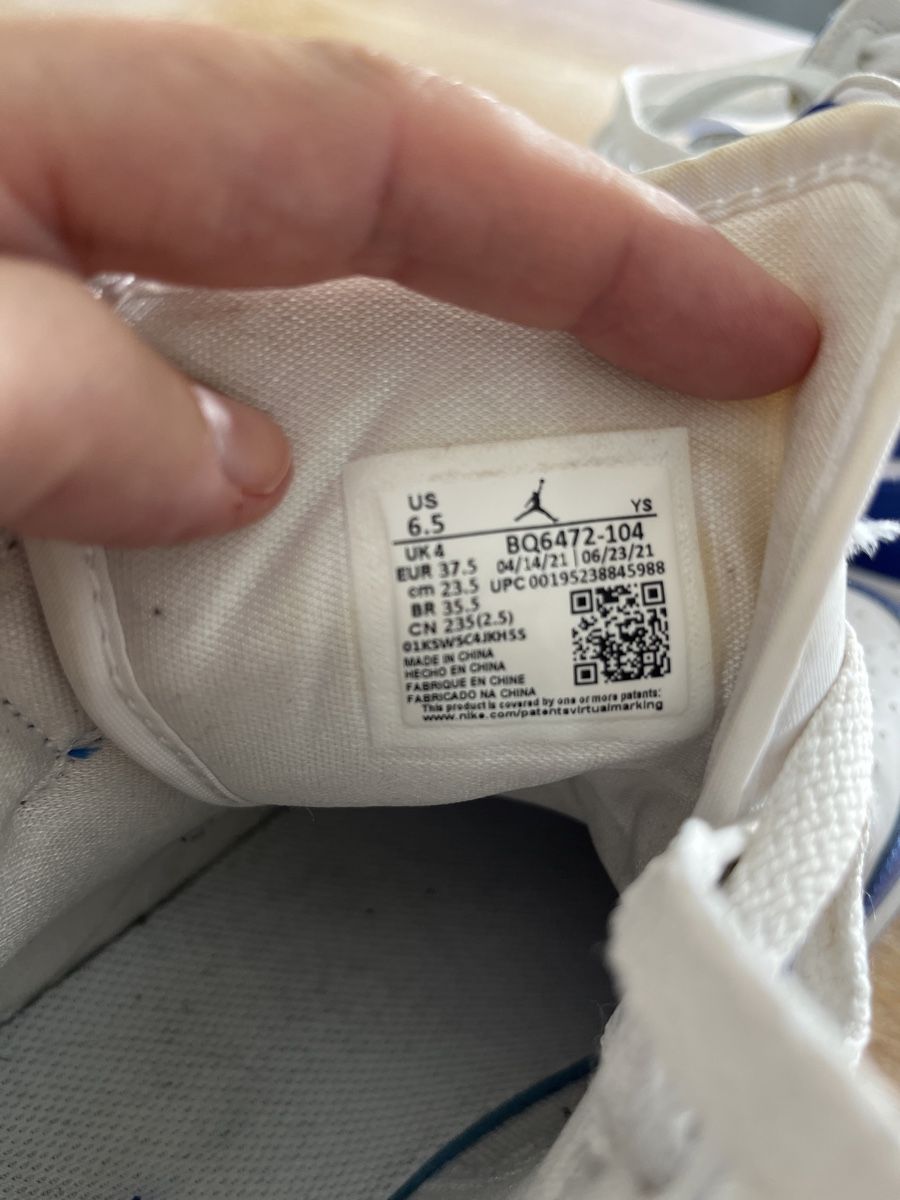 US
6.5
YS
UK 4
BQ6472-104
EUR 37.5
04/14/21 | 06/23/21
cm 23.5
UPC 00195238845988
BR 35.5
CN 235(2.5)
01KSWSC4JKHSS
MADE IN CHINA
HECHO EN CHINA
FABRIQUE EN CHINE
FABRICADO NA CHINA
This product is covered by one or more patents:
www.nike.com/patentsvirtualmarking